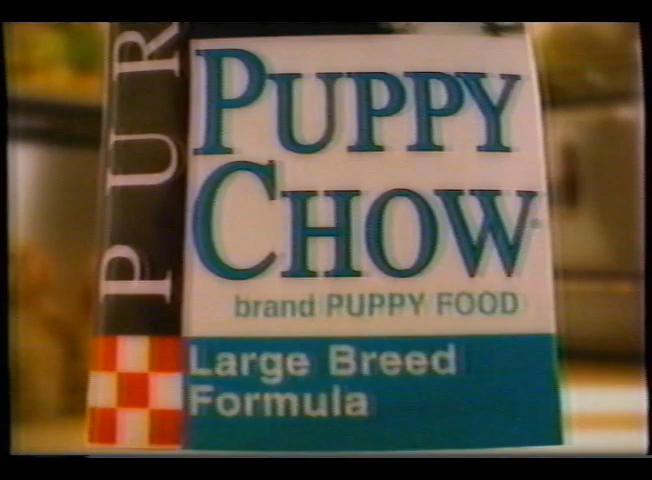 PUR
PUPPY
CHOW®
brand PUPPY FOOD
Large Breed
Formula